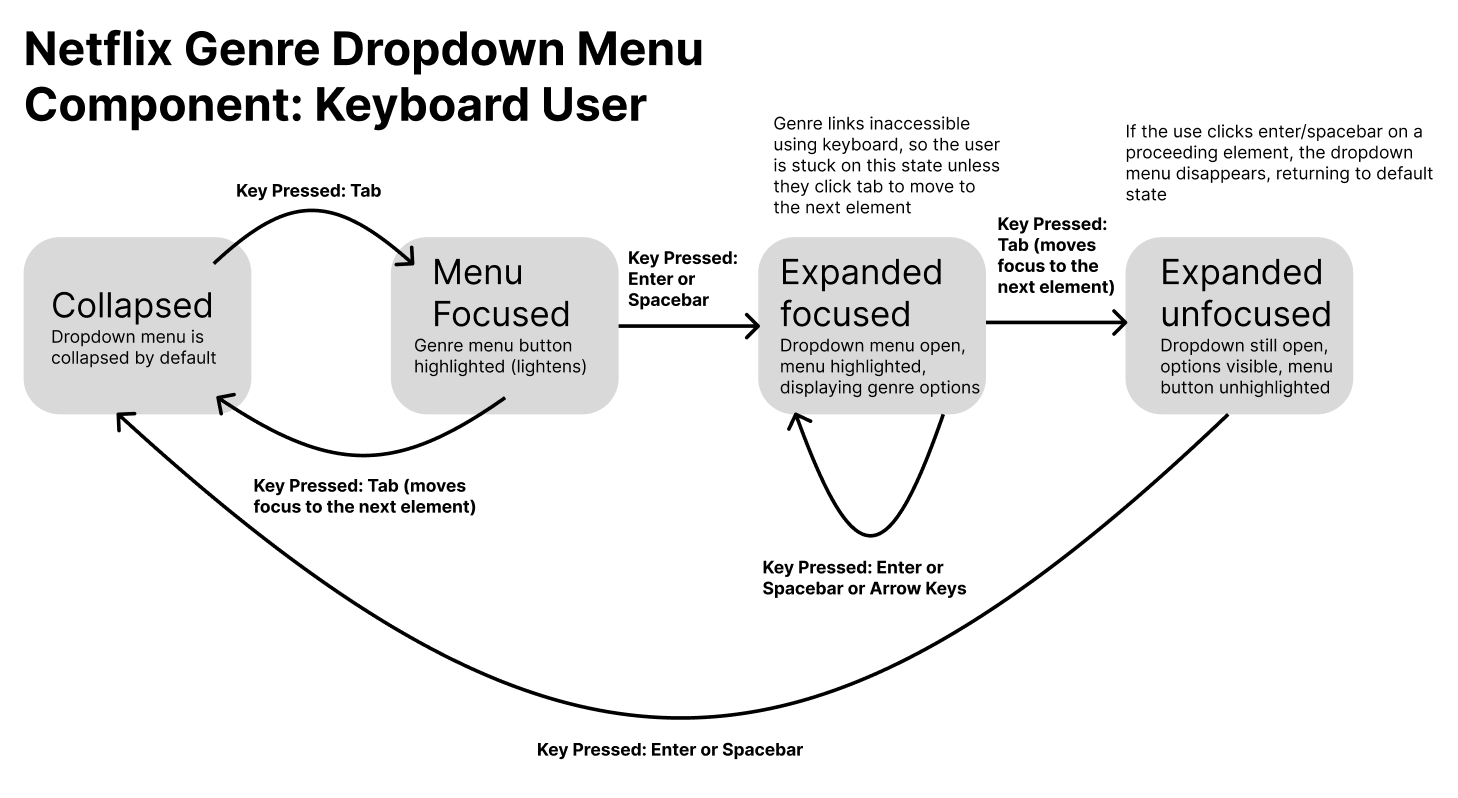 Netflix Genre Dropdown Menu
Component: Keyboard User
Genre links inaccessible
using keyboard, so the user
is stuck on this state unless
they click tab to move to
the next element
If the use clicks enter/spacebar on a
proceeding element, the dropdown
menu disappears, returning to default
state
Key Pressed: Tab
Key Pressed:
Enter or
Spacebar
Key Pressed:
Tab (moves
focus to the
next element)
Collapsed
Dropdown menu is
collapsed by default
Menu
Focused
Genre menu button
highlighted (lightens)
Expanded
focused
Dropdown menu open,
menu highlighted,
displaying genre options
Expanded
unfocused
Dropdown still open,
options visible, menu
button unhighlighted
Key Pressed: Tab (moves
focus to the next element)
Key Pressed: Enter or
Spacebar or Arrow Keys
Key Pressed: Enter or Spacebar